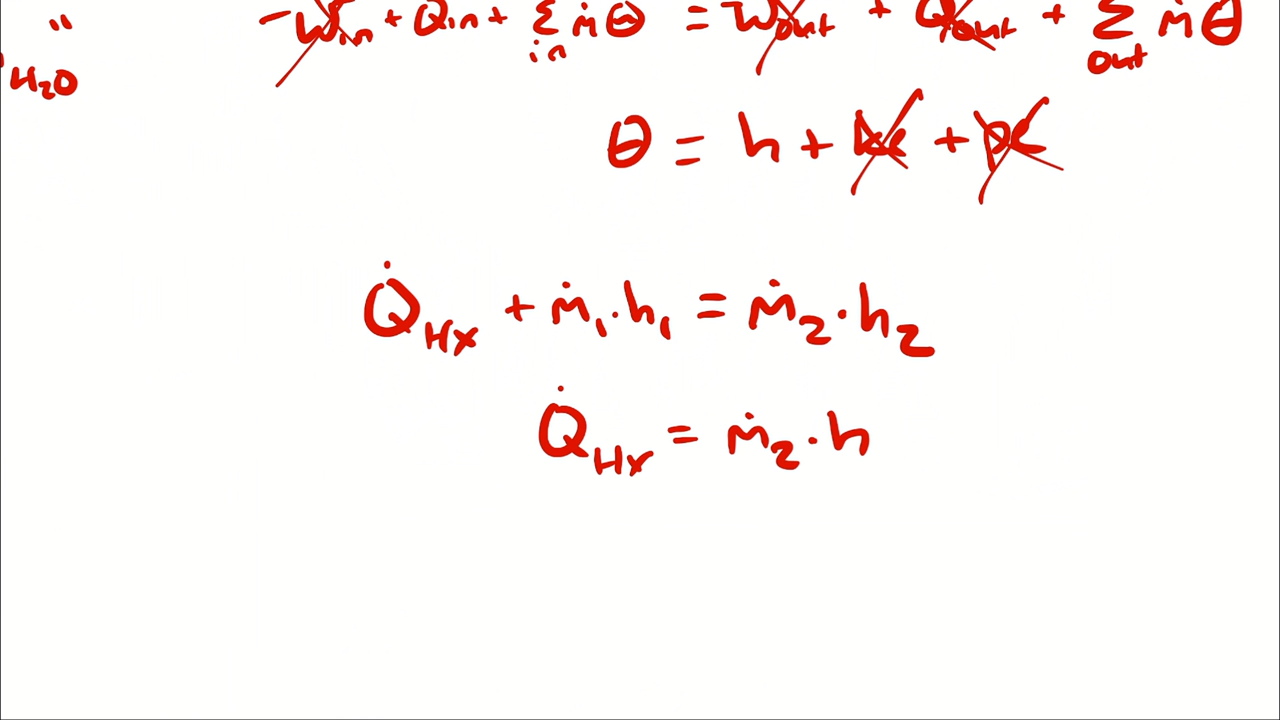 Ẇin + Q̇in + Σ ṁθ = Ẇout + Q̇out + Σ ṁθ
in out
"
H₂O
θ = h + ke + pe
Q̇Hx + ṁ₁·h₁ = ṁ₂·h₂
Q̇Hx = ṁ₂·h